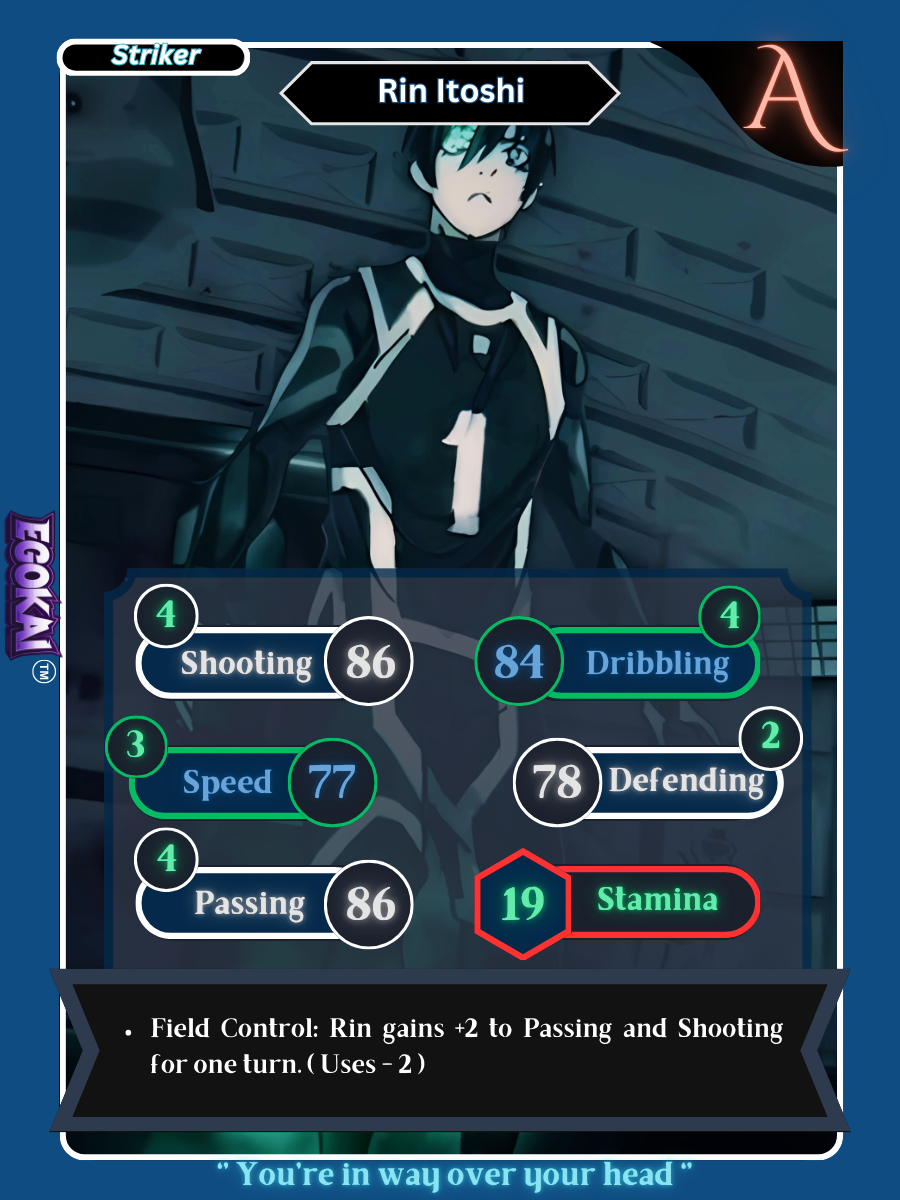 Striker
Rin Itoshi
A
1
EGOKAI
TM
4
Shooting 86
4
84 Dribbling
3
Speed 77
2
78 Defending
4
Passing 86
19 Stamina
• Field Control: Rin gains +2 to Passing and Shooting
for one turn. ( Uses - 2 )
“ You're in way over your head ”